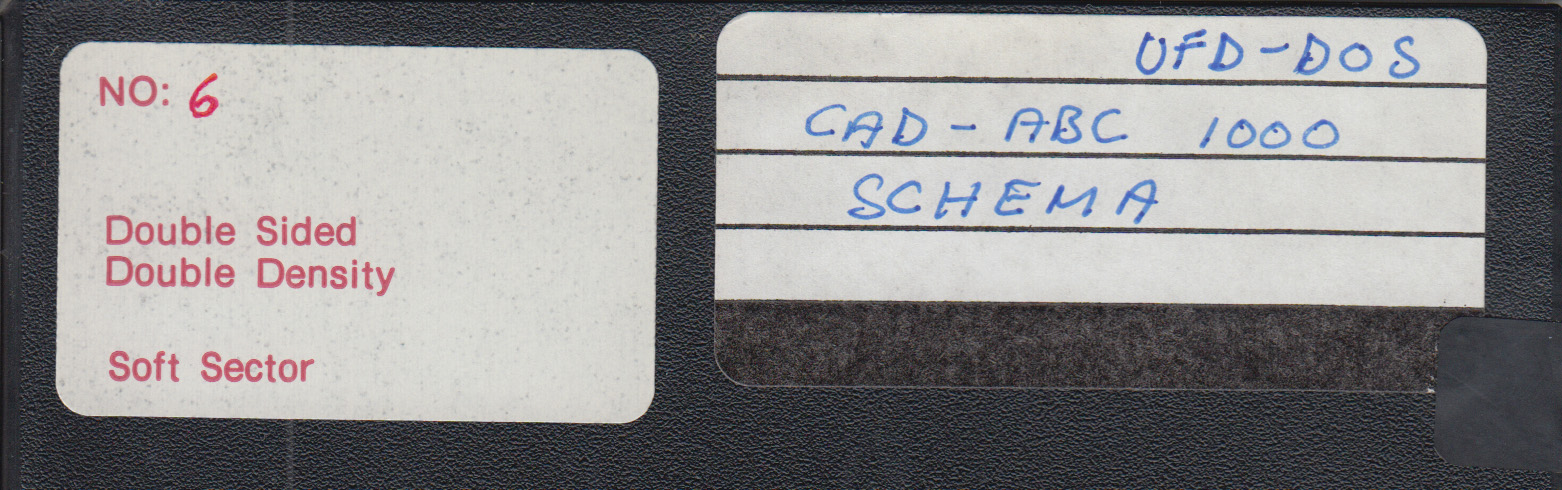 NO: 6
Double Sided
Double Density
Soft Sector
UFD-DOS
CAD - ABC 1000
SCHEMA